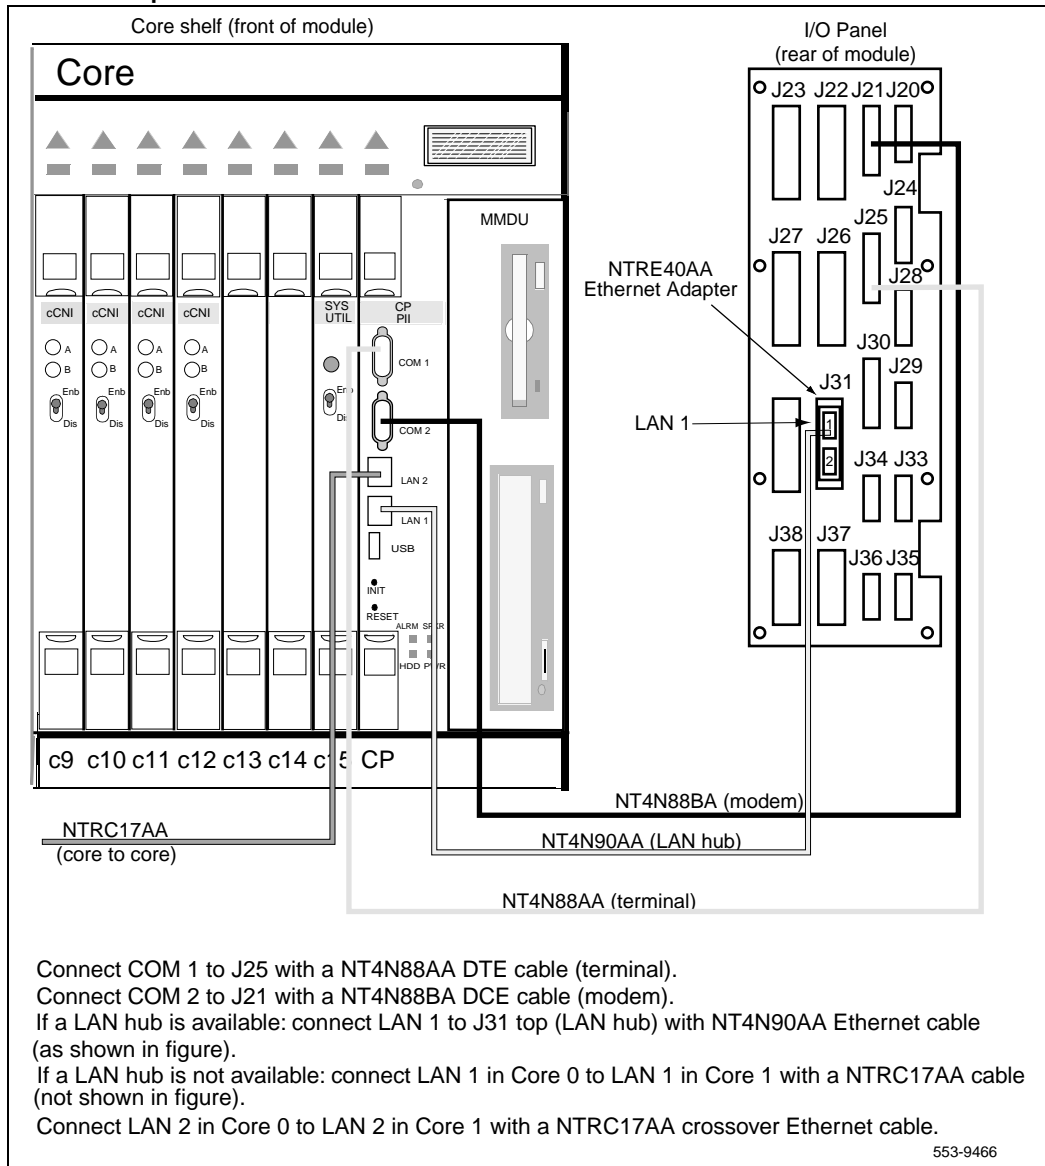 Core shelf (front of module)
I/O Panel
(rear of module)
Core
J23 J22 J21 J20
J24
J25
J27 J26
J28
J30
J29
J31
J34 J33
J38 J37
J36 J35
MMDU
NTRE40AA
Ethernet Adapter
LAN 1
1
2
cCNI cCNI cCNI cCNI
SYS
UTIL
CP
PII
A A A A
B B B B
Enb Enb Enb Enb Enb
Dis Dis Dis Dis
COM 1
COM 2
LAN 2
LAN 1
USB
INIT
RESET
ALRM
HDD
c9 c10 c11 c12 c13 c14 c15 CP
NTRC17AA
(core to core)
NT4N88BA (modem)
NT4N90AA (LAN hub)
NT4N88AA (terminal)
Connect COM 1 to J25 with a NT4N88AA DTE cable (terminal).
Connect COM 2 to J21 with a NT4N88BA DCE cable (modem).
If a LAN hub is available: connect LAN 1 to J31 top (LAN hub) with NT4N90AA Ethernet cable
(as shown in figure).
If a LAN hub is not available: connect LAN 1 in Core 0 to LAN 1 in Core 1 with a NTRC17AA cable
(not shown in figure).
Connect LAN 2 in Core 0 to LAN 2 in Core 1 with a NTRC17AA crossover Ethernet cable.
553-9466